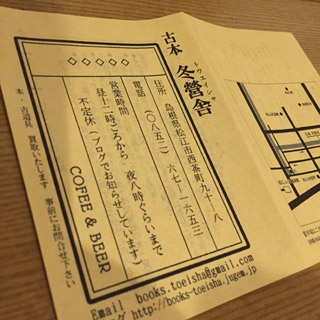 古本 冬營舎
トウエイシャ
◇◇◇◇◇
住所 島根県松江市西茶町九十-八
電話 (〇八五二) 六七-一六五三
営業時間
昼十二時ごろから 夜八時ぐらいまで
不定休(ブログでお知らせしています)
COFEE & BEER
本・古道具 買取いたします 事前にお問合せ下さい
Email books.toeisha@gmail.com
http://books-toeisha.jugem.jp